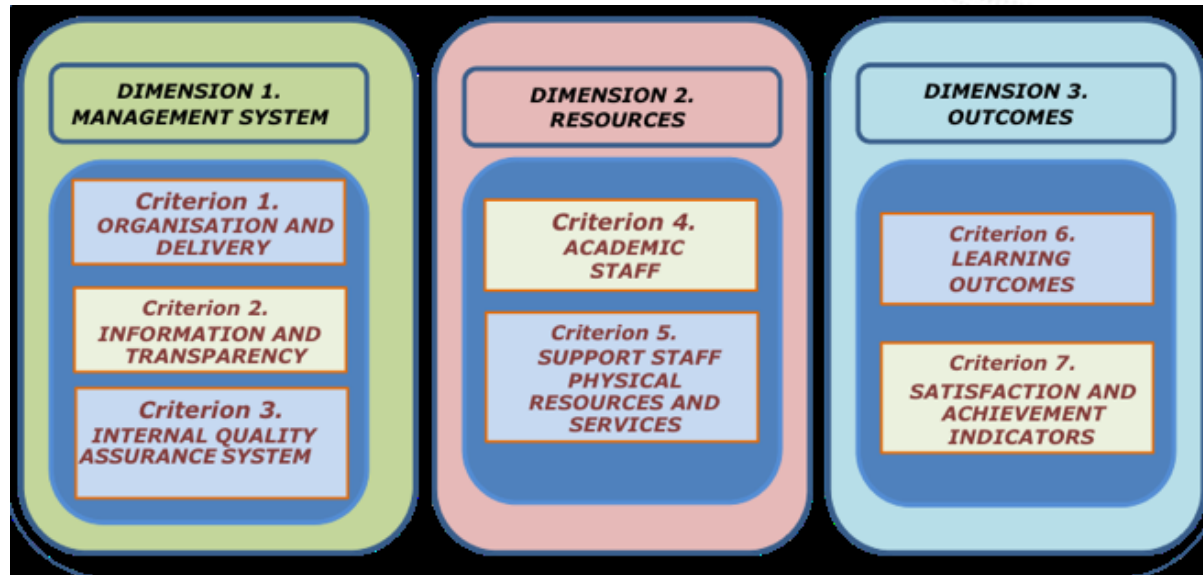 DIMENSION 1.
MANAGEMENT SYSTEM
Criterion 1.
ORGANISATION AND
DELIVERY
Criterion 2.
INFORMATION AND
TRANSPARENCY
Criterion 3.
INTERNAL QUALITY
ASSURANCE SYSTEM
DIMENSION 2.
RESOURCES
Criterion 4.
ACADEMIC
STAFF
Criterion 5.
SUPPORT STAFF
PHYSICAL
RESOURCES AND
SERVICES
DIMENSION 3.
OUTCOMES
Criterion 6.
LEARNING
OUTCOMES
Criterion 7.
SATISFACTION AND
ACHIEVEMENT
INDICATORS